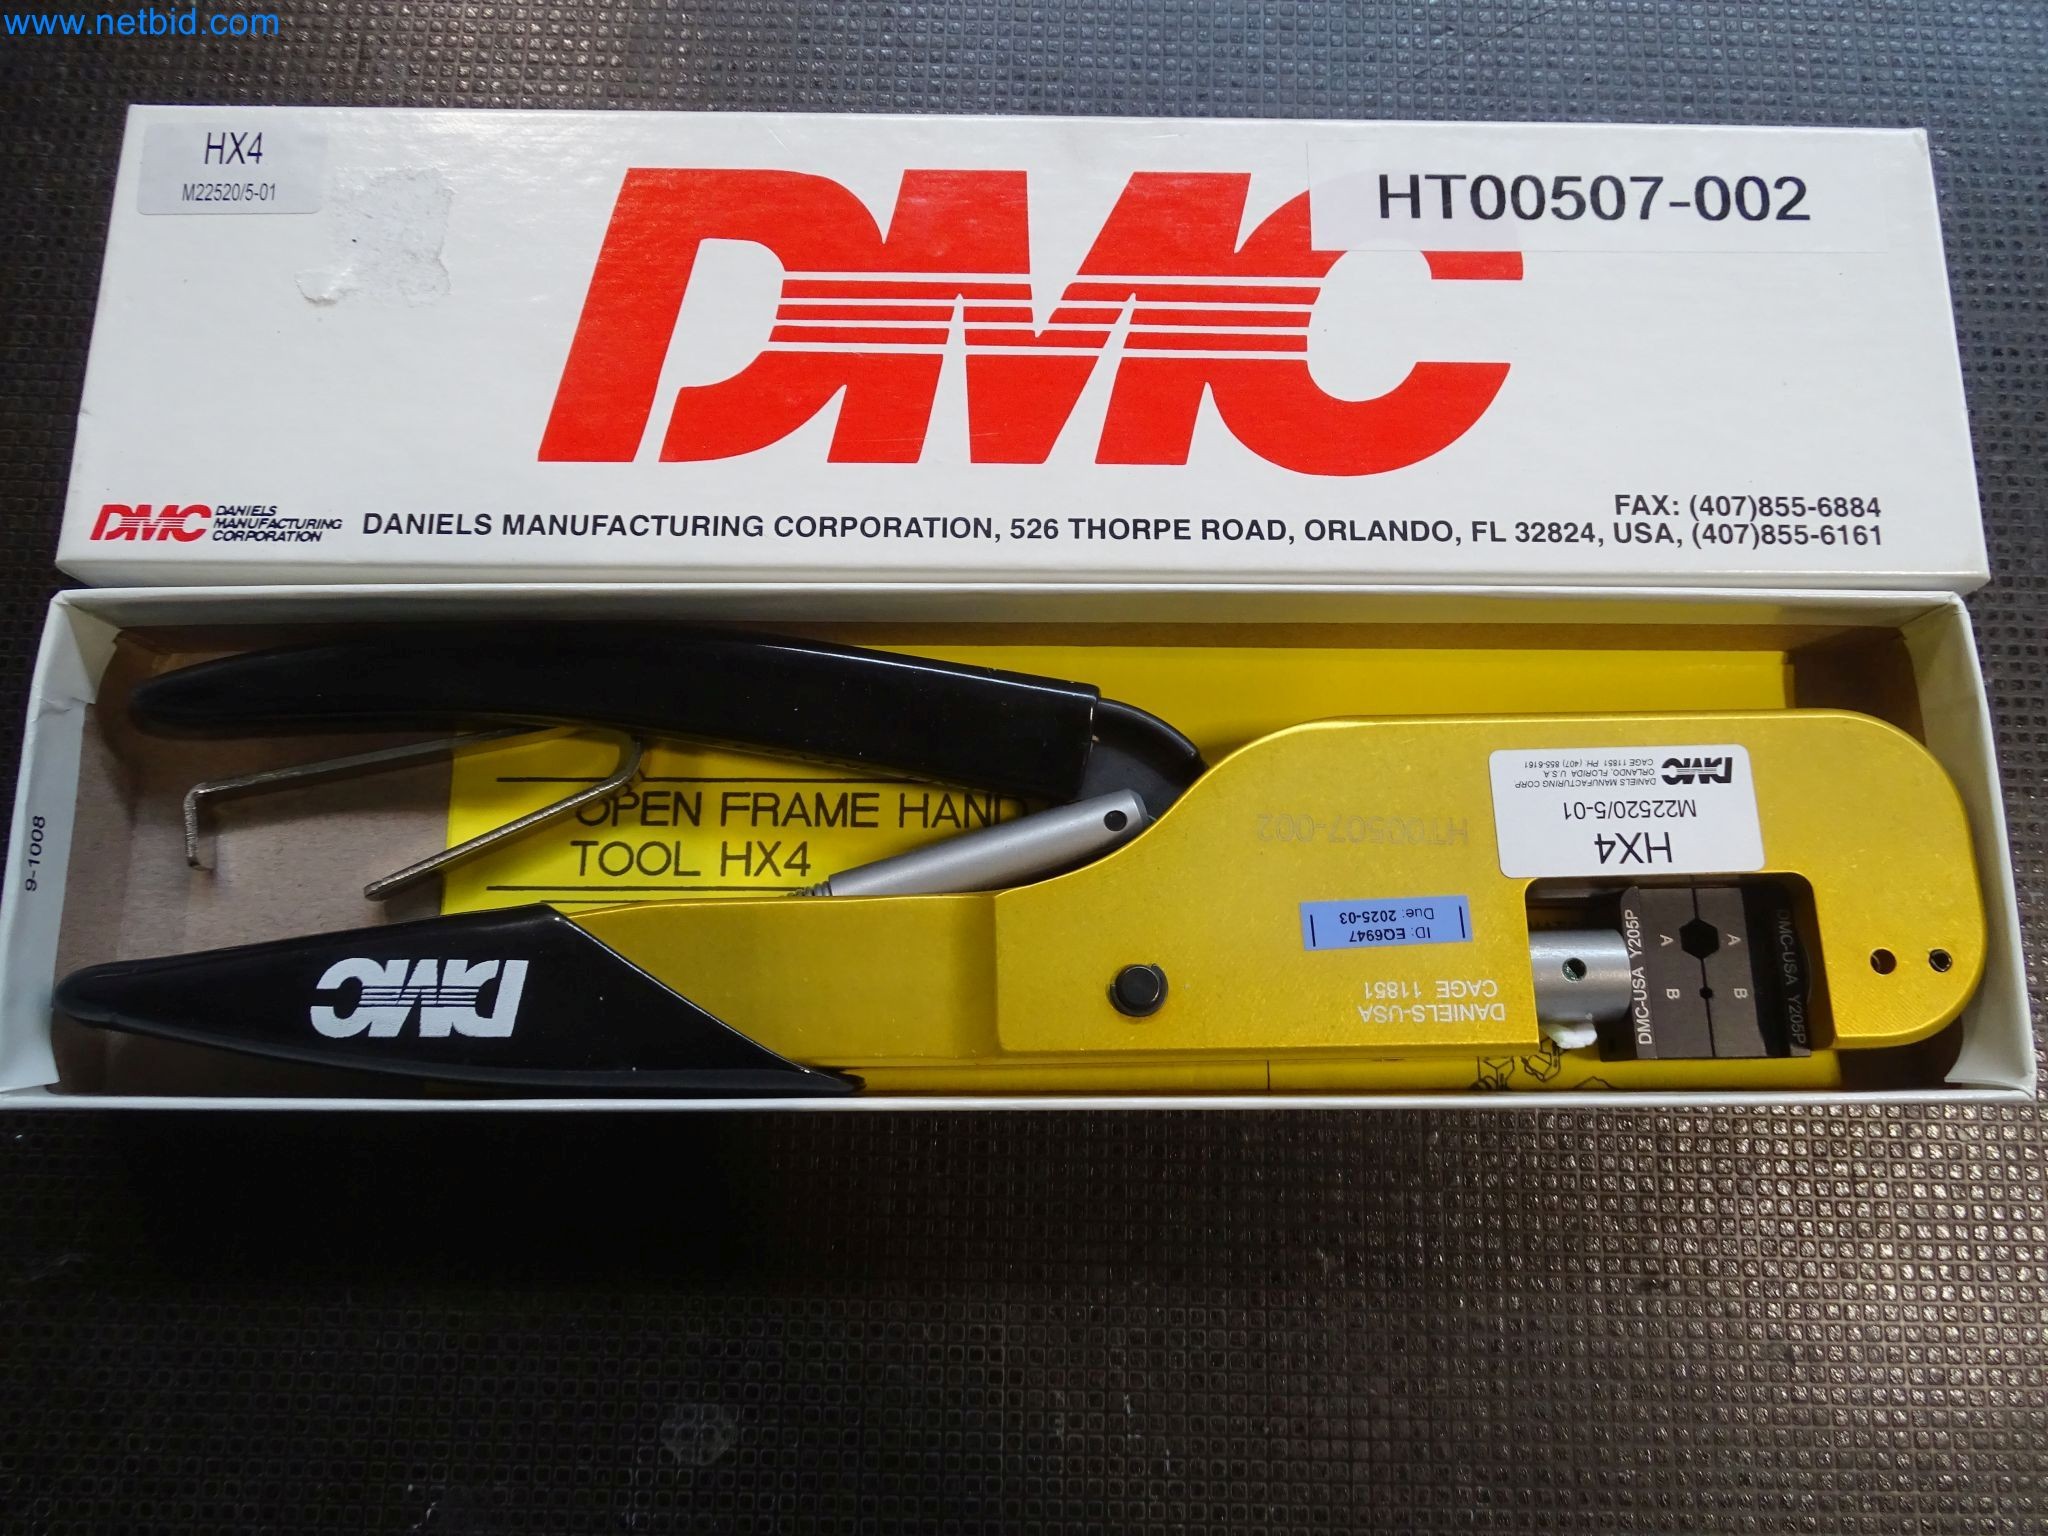 www.netbid.com
HX4
M22520/5-01
HT00507-002
DMC
FAX: (407)855-6884
DMC DANIELS
MANUFACTURING
CORPORATION
DANIELS MANUFACTURING CORPORATION, 526 THORPE ROAD, ORLANDO, FL 32824, USA, (407)855-6161
9-1008
OPEN FRAME HAND
TOOL HX4
DMC
HT00507-002
DMC
DANIELS MANUFACTURING CORP
ORLANDO, FLORIDA U.S.A.
CAGE 11851 PH. (407) 855-6161
M22520/5-01
HX4
ID: EQ6947
Due: 2025-03
DANIELS-USA
CAGE 11851
DMC-USA Y205P
A
B
A
B
DMC-USA Y205P